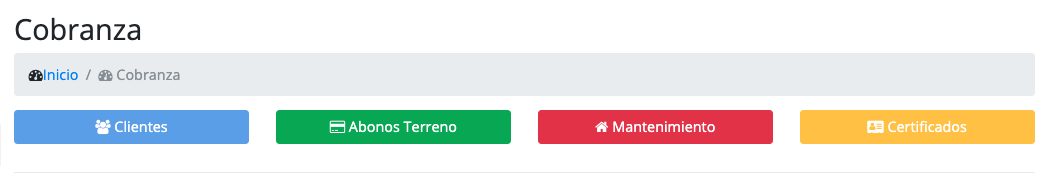 Cobranza
Inicio / Cobranza
Clientes Abonos Terreno Mantenimiento Certificados